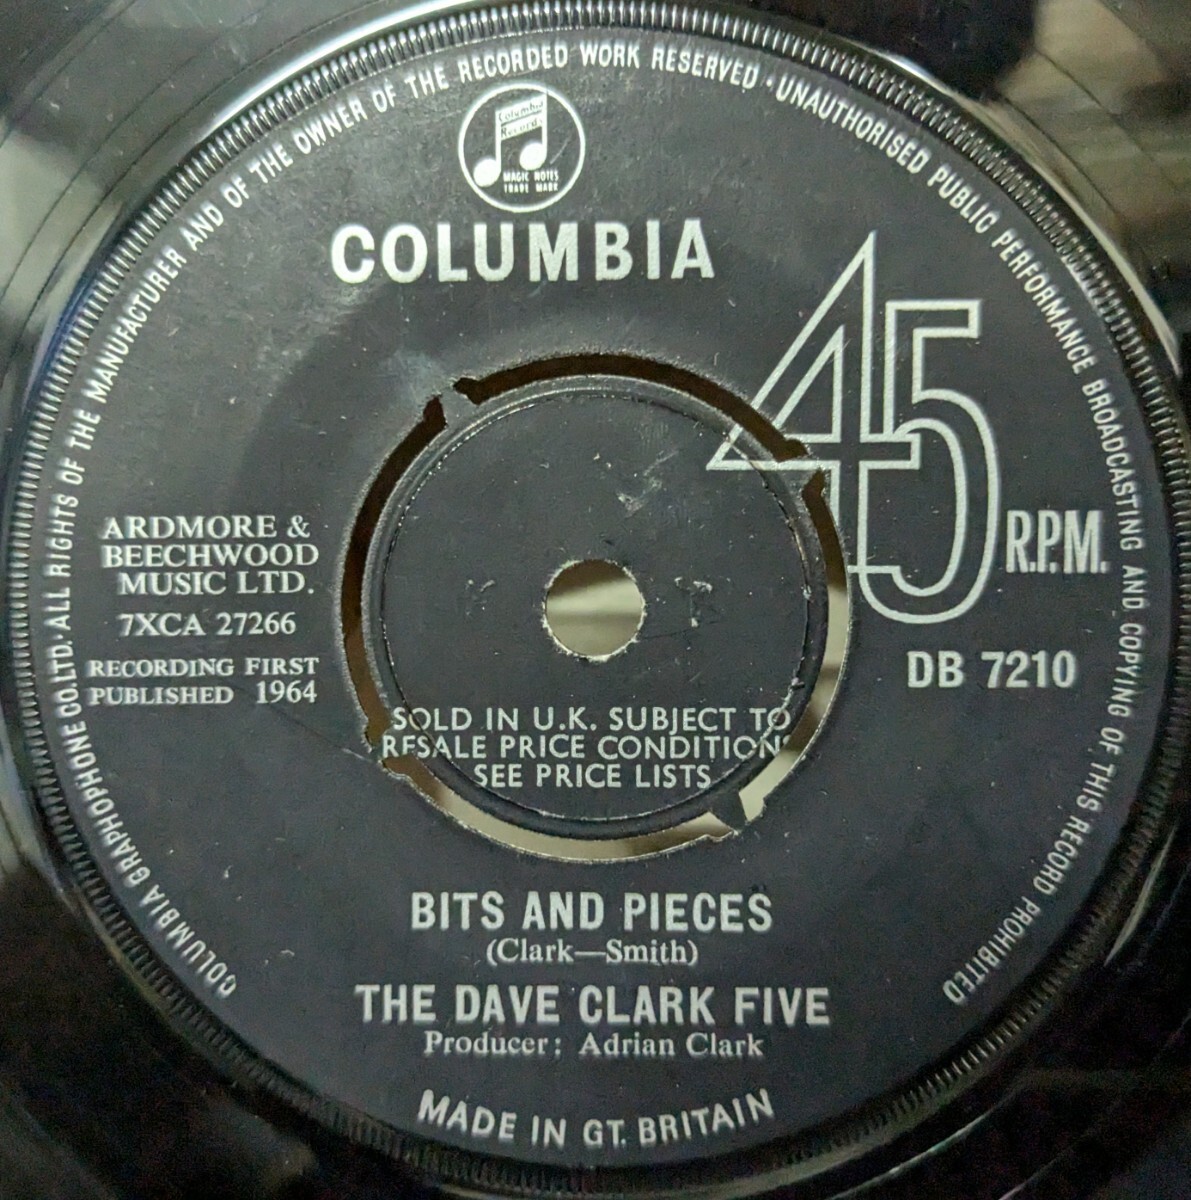 COLUMBIA GRAPHOPHONE CO.LTD. · ALL RIGHTS OF THE MANUFACTURER AND OF THE OWNER OF THE RECORDED WORK RESERVED · UNAUTHORISED PUBLIC PERFORMANCE BROADCASTING AND COPYING OF THIS RECORD PROHIBITED
Columbia
Records
MAGIC NOTES
TRADE MARK
COLUMBIA
45
R.P.M.
ARDMORE &
BEECHWOOD
MUSIC LTD.
7XCA 27266
RECORDING FIRST
PUBLISHED 1964
DB 7210
SOLD IN U.K. SUBJECT TO
RESALE PRICE CONDITIONS
SEE PRICE LISTS
BITS AND PIECES
(Clark—Smith)
THE DAVE CLARK FIVE
Producer: Adrian Clark
MADE IN GT. BRITAIN